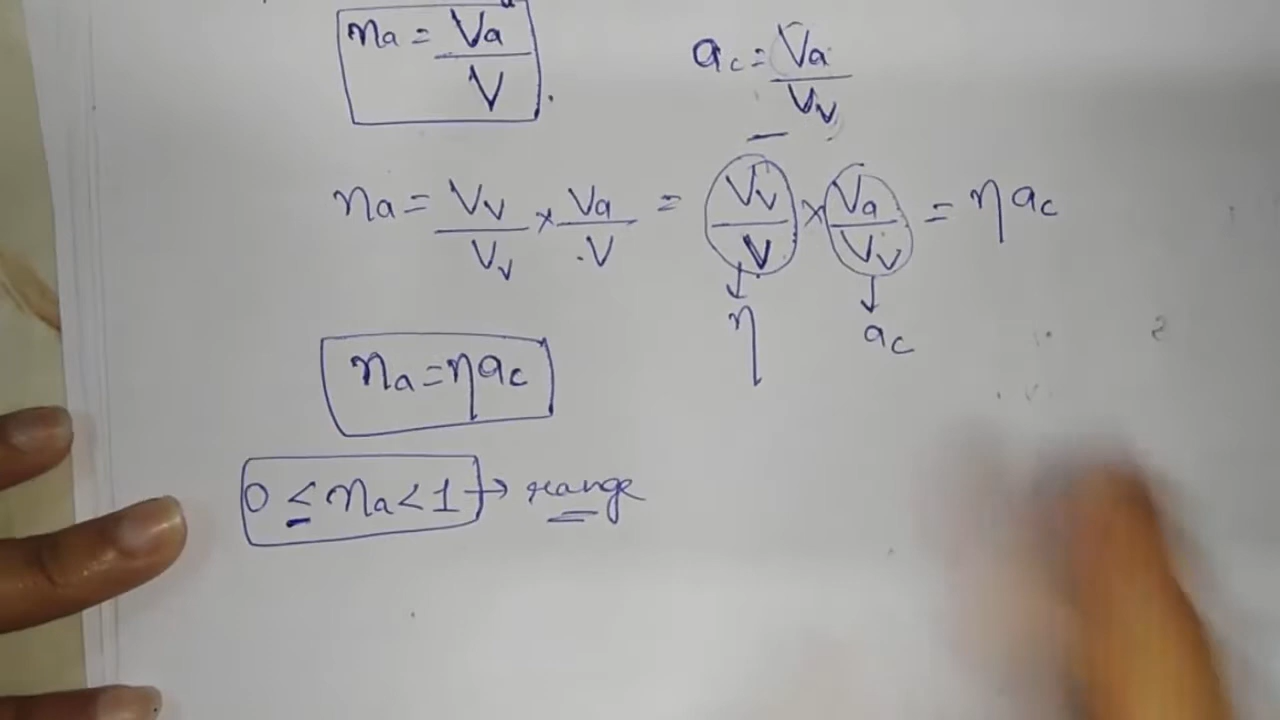 na = Va/V
ac = Va/Vv
na = Vv/Vv × Va/V = Vv/V × Va/Vv = η ac
η ac
na = η ac
0 ≤ na < 1 → range